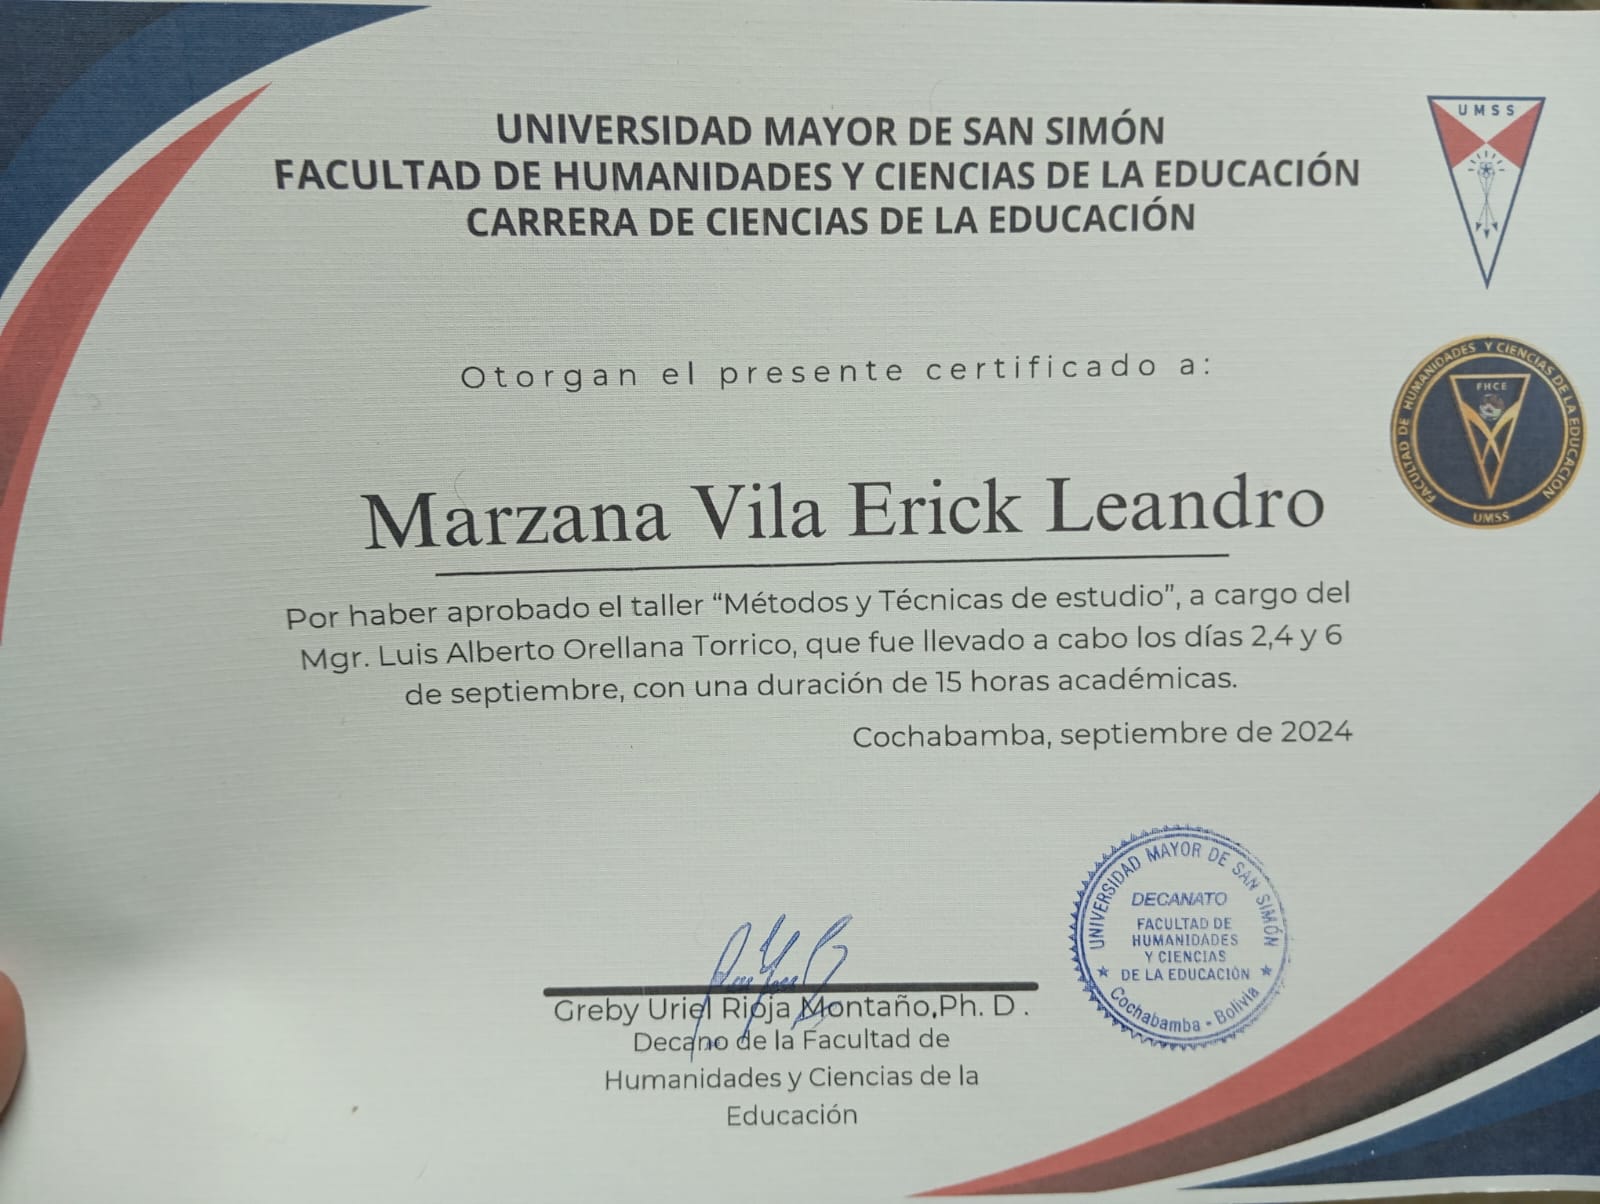 UNIVERSIDAD MAYOR DE SAN SIMÓN
FACULTAD DE HUMANIDADES Y CIENCIAS DE LA EDUCACIÓN
CARRERA DE CIENCIAS DE LA EDUCACIÓN
UMSS
Otorgan el presente certificado a:
FACULTAD DE HUMANIDADES Y CIENCIAS DE LA EDUCACION
FHCE
UMSS
Marzana Vila Erick Leandro
Por haber aprobado el taller “Métodos y Técnicas de estudio”, a cargo del
Mgr. Luis Alberto Orellana Torrico, que fue llevado a cabo los días 2,4 y 6
de septiembre, con una duración de 15 horas académicas.
Cochabamba, septiembre de 2024
UNIVERSIDAD MAYOR DE SAN SIMÓN
DECANATO
FACULTAD DE
HUMANIDADES
Y CIENCIAS
DE LA EDUCACIÓN
Cochabamba - Bolivia
Greby Uriel Rioja Montaño,Ph. D .
Decano de la Facultad de
Humanidades y Ciencias de la
Educación